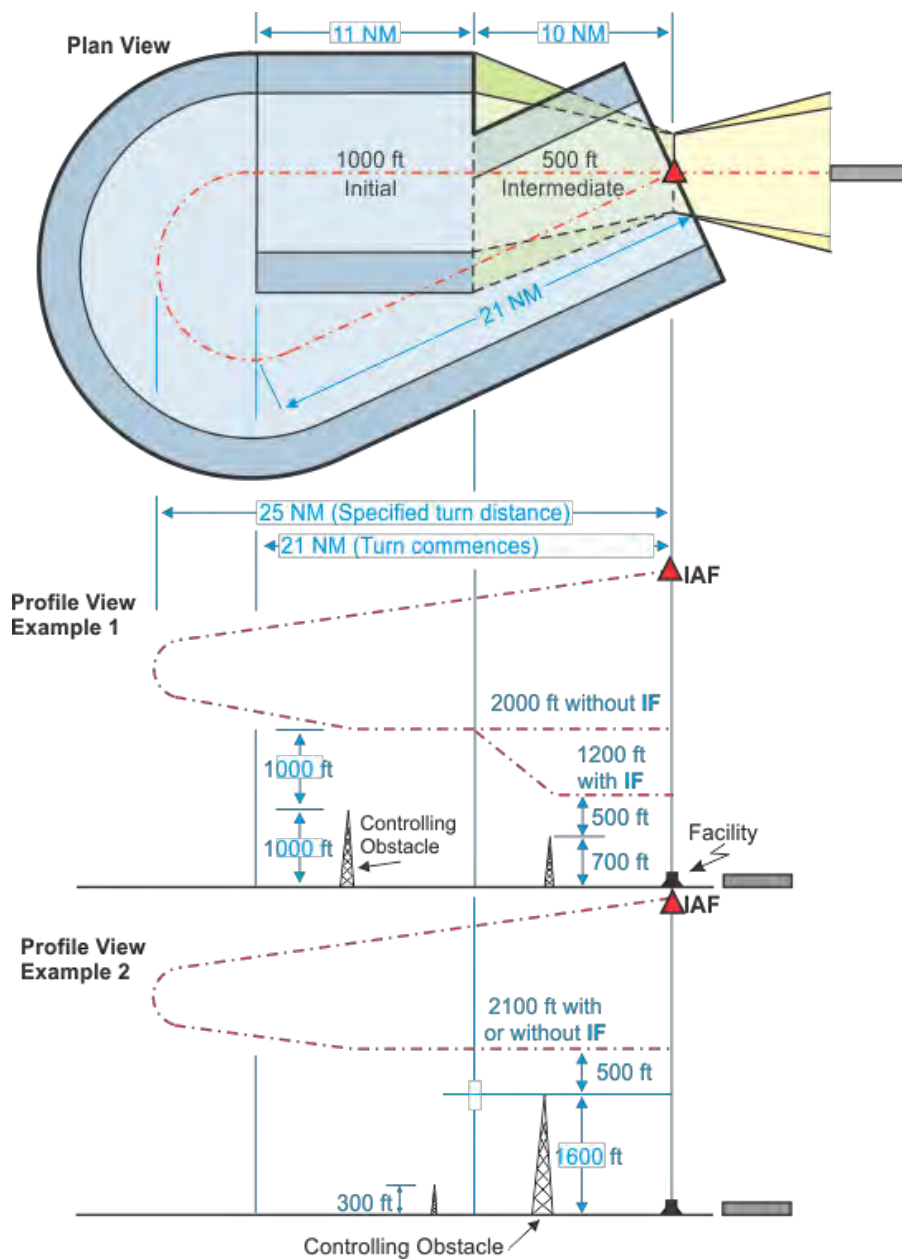 Plan View
11 NM
10 NM
1000 ft
Initial
500 ft
Intermediate
21 NM
25 NM (Specified turn distance)
21 NM (Turn commences)
IAF
Profile View
Example 1
2000 ft without IF
1200 ft
with IF
1000 ft
500 ft
Controlling
Obstacle
Facility
1000 ft
700 ft
IAF
Profile View
Example 2
2100 ft with
or without IF
500 ft
1600 ft
300 ft
Controlling Obstacle